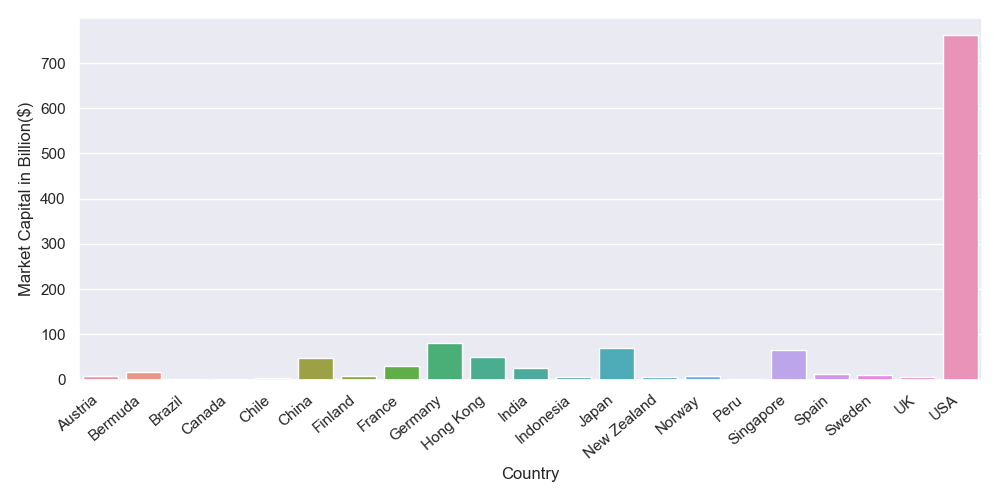 Market Capital in Billion($)
700
600
500
400
300
200
100
0
Austria
Bermuda
Brazil
Canada
Chile
China
Finland
France
Germany
Hong Kong
India
Indonesia
Japan
New Zealand
Norway
Peru
Singapore
Spain
Sweden
UK
USA
Country